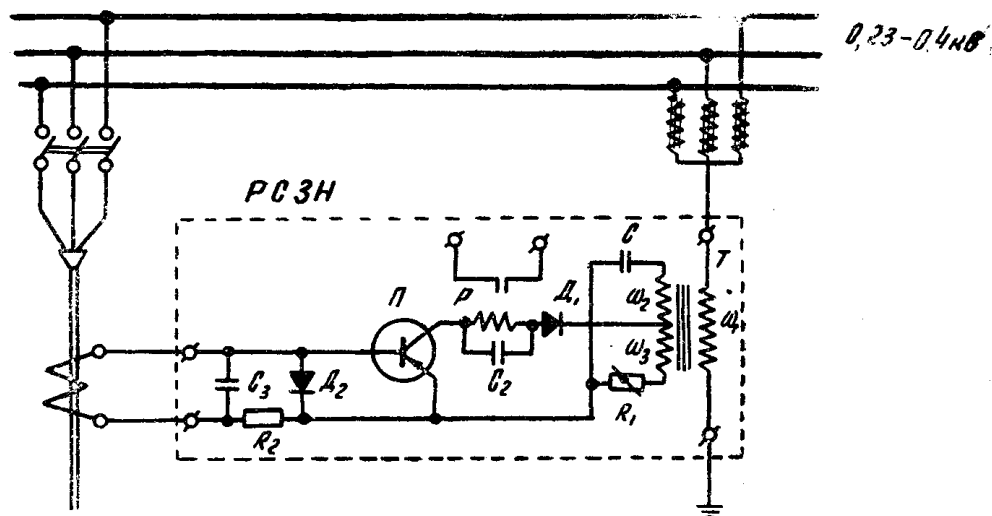 0,23-0,4кв
РСЗН
С
Т
П
Р
Д₁
ω₂
ω₁
ω₃
С₃
Д₂
С₂
R₁
R₂